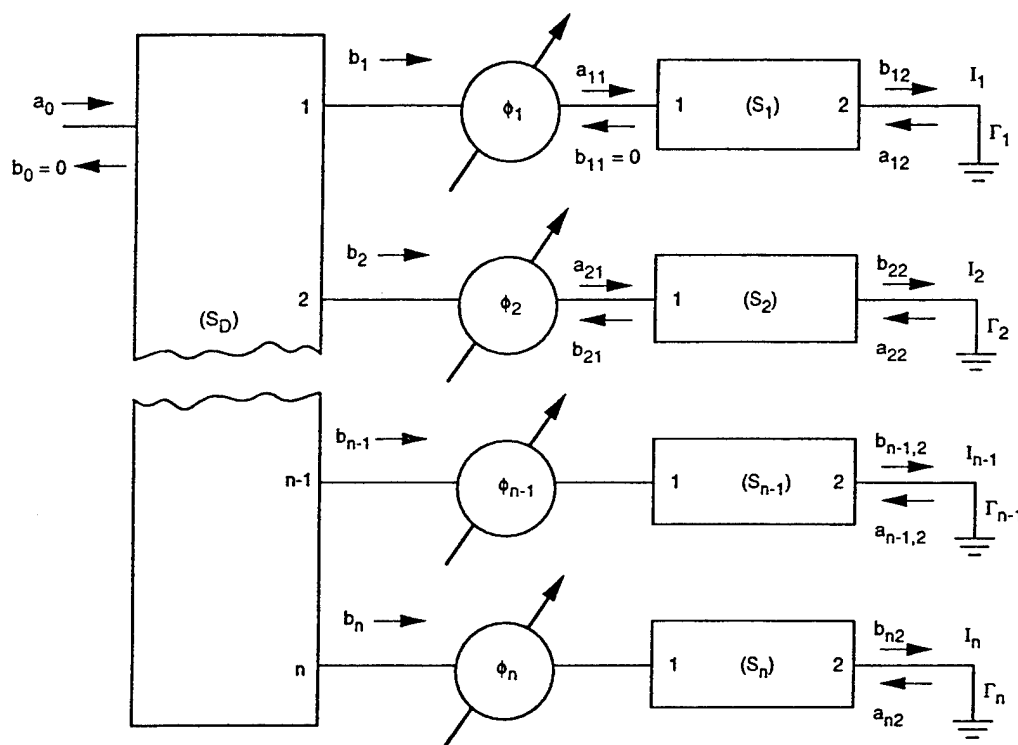 b1
a0
b0 = 0
1
ϕ1
a11
b11 = 0
1 (S1) 2
b12
a12
I1
Γ1
b2
2
(SD)
ϕ2
a21
b21
1 (S2)
b22
a22
I2
Γ2
bn-1
n-1
ϕn-1
1 (Sn-1) 2
bn-1,2
an-1,2
In-1
Γn-1
bn
n
ϕn
1 (Sn) 2
bn2
an2
In
Γn